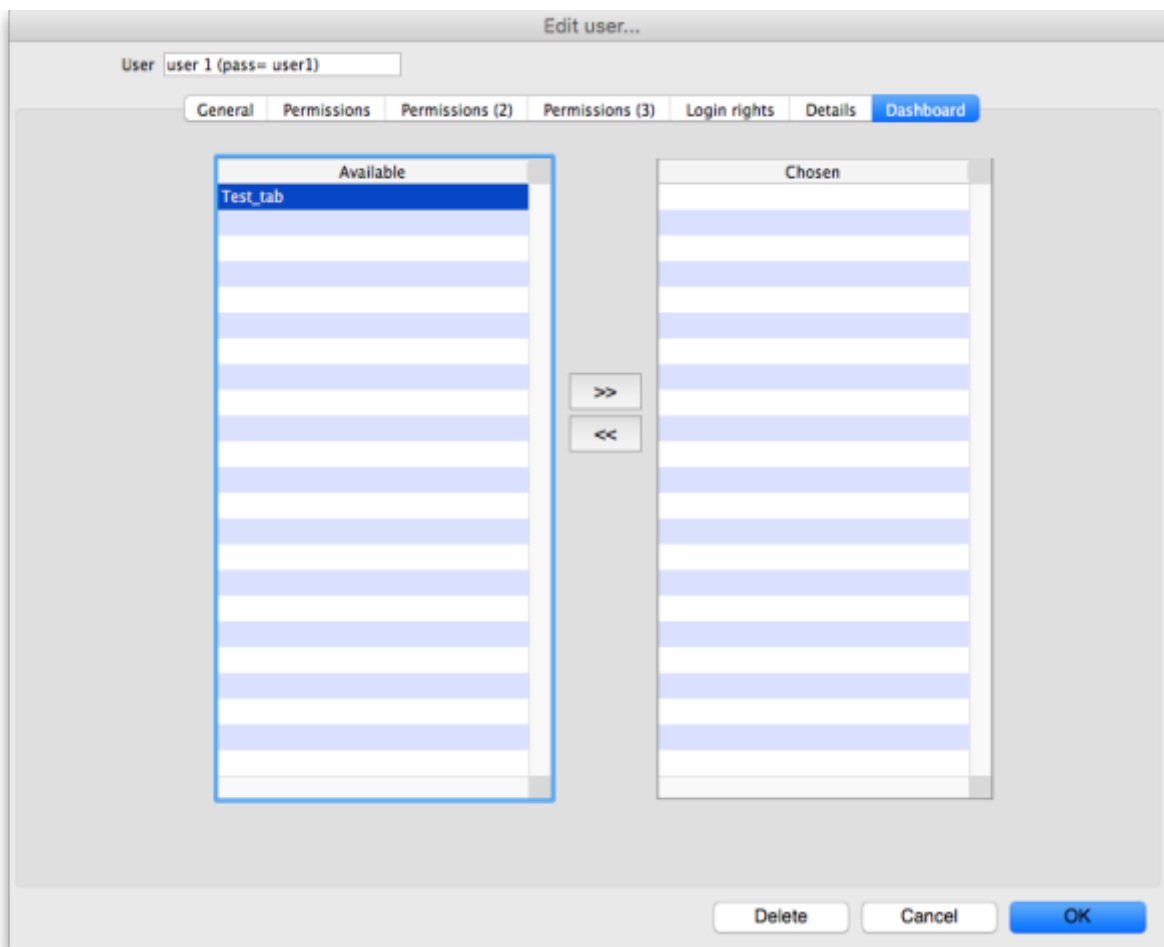 Edit user...
User user 1 (pass= user1)
General Permissions Permissions (2) Permissions (3) Login rights Details Dashboard
Available Chosen
Test_tab
>>
<<
Delete Cancel OK